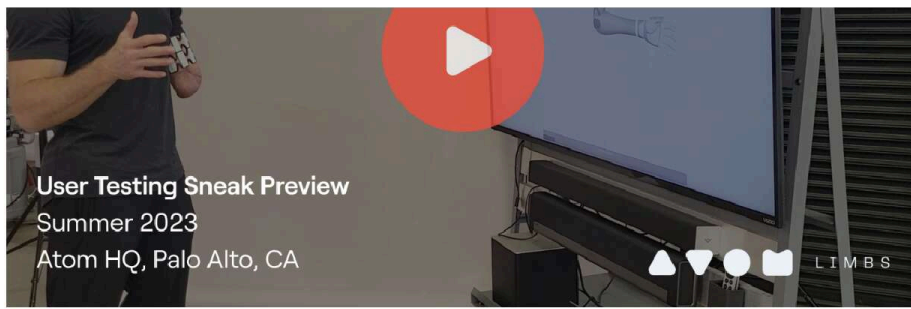 User Testing Sneak Preview
Summer 2023
Atom HQ, Palo Alto, CA
LIMBS